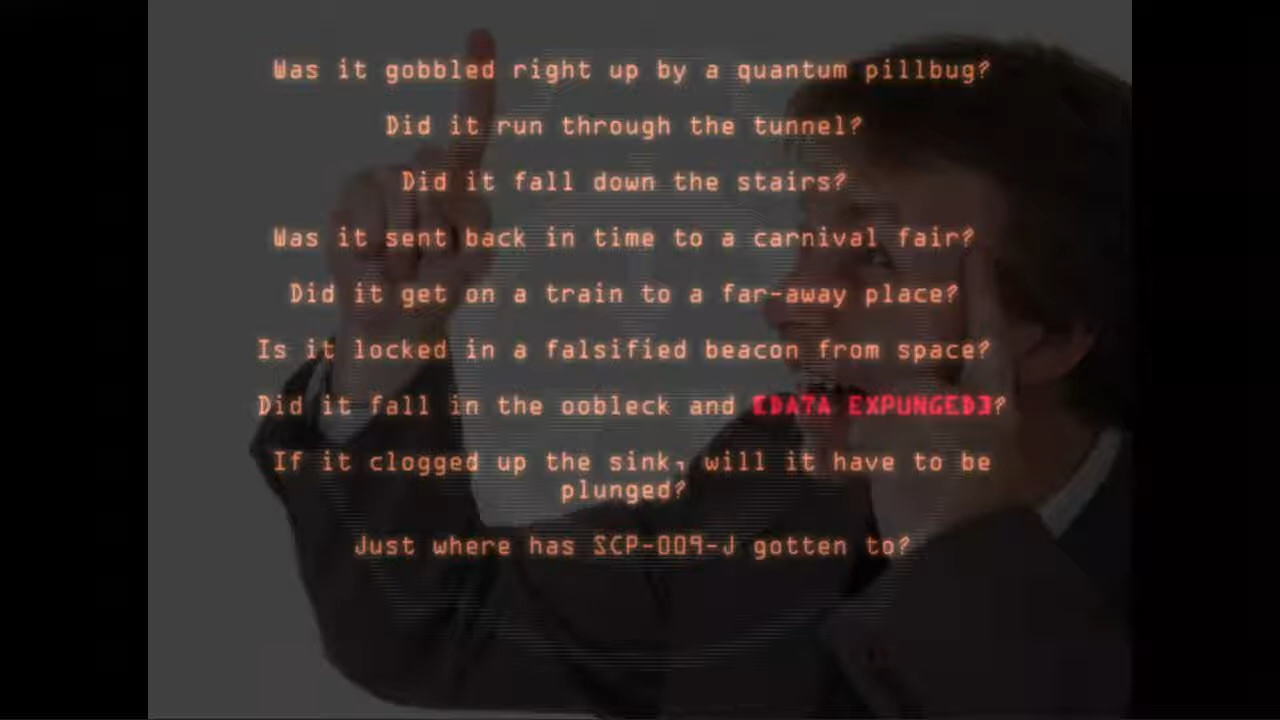 Was it gobbled right up by a quantum pillbug?
Did it run through the tunnel?
Did it fall down the stairs?
Was it sent back in time to a carnival fair?
Did it get on a train to a far-away place?
Is it locked in a falsified beacon from space?
Did it fall in the oobleck and [DATA EXPUNGED]?
If it clogged up the sink, will it have to be
plunged?
Just where has SCP-009-J gotten to?